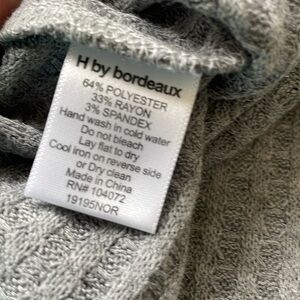 H by bordeaux
64% POLYESTER
33% RAYON
3% SPANDEX
Hand wash in cold water
Do not bleach
Lay flat to dry
Cool iron on reverse side
or Dry clean
Made in China
RN# 104072
19195NOR